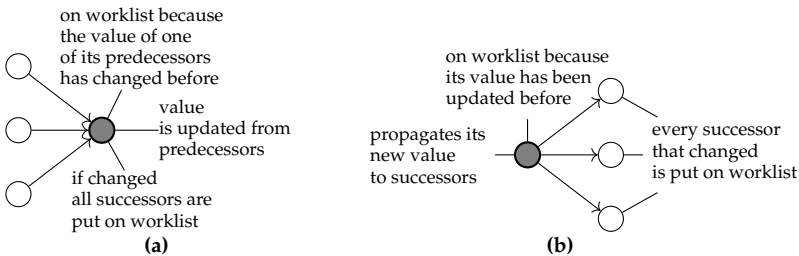 on worklist because
the value of one
of its predecessors
has changed before
value
is updated from
predecessors
if changed
all successors are
put on worklist
(a)
on worklist because
its value has been
updated before
propagates its
new value
to successors
every successor
that changed
is put on worklist
(b)